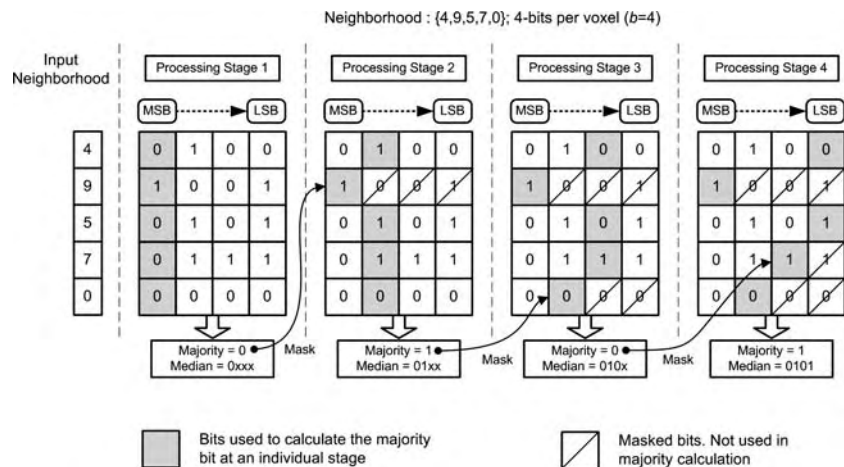 Neighborhood : {4,9,5,7,0}; 4-bits per voxel (b=4)
Input
Neighborhood
Processing Stage 1
Processing Stage 2
Processing Stage 3
Processing Stage 4
MSB LSB MSB LSB MSB LSB MSB LSB
4 0 1 0 0 0 1 0 0 0 1 0 0 0 1 0 0
9 1 0 0 1 1 0 0 1 1 0 0 1 1 0 0 1
5 0 1 0 1 0 1 0 1 0 1 0 1 0 1 0 1
7 0 1 1 1 0 1 1 1 0 1 1 1 0 1 1 1
0 0 0 0 0 0 0 0 0 0 0 0 0 0 0 0 0
Majority = 0
Median = 0xxx
Mask
Majority = 1
Median = 01xx
Mask
Majority = 0
Median = 010x
Mask
Majority = 1
Median = 0101
Bits used to calculate the majority
bit at an individual stage
Masked bits. Not used in
majority calculation